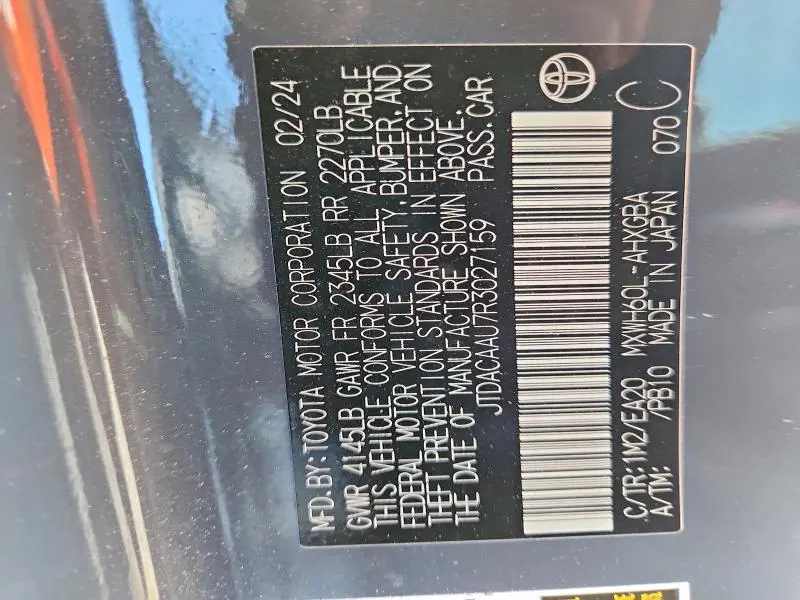 MFD.BY:TOYOTA MOTOR CORPORATION 02/24
GVWR 4145LB GAWR FR 2345LB RR 2270LB
THIS VEHICLE CONFORMS TO ALL APPLICABLE
FEDERAL MOTOR VEHICLE SAFETY, BUMPER, AND
THEFT PREVENTION STANDARDS IN EFFECT ON
THE DATE OF MANUFACTURE SHOWN ABOVE.
JTDACAAU7R3027159 PASS. CAR
C/TR:1M2/EA20 MXWH60L-AHXGBA 070 C
A/TM: /PB10 MADE IN JAPAN